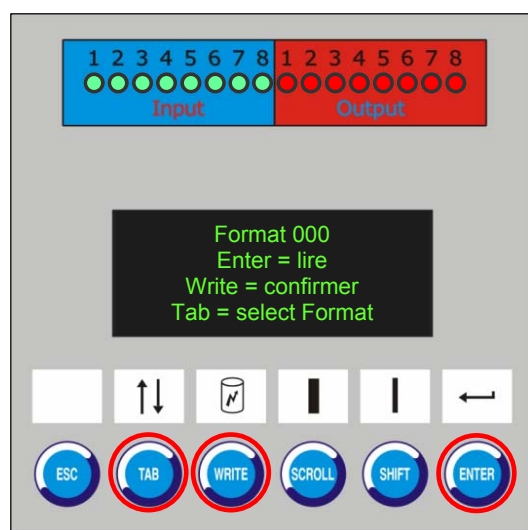 1 2 3 4 5 6 7 8 1 2 3 4 5 6 7 8
Input Output
Format 000
Enter = lire
Write = confirmer
Tab = select Format
ESC TAB WRITE SCROLL SHIFT ENTER